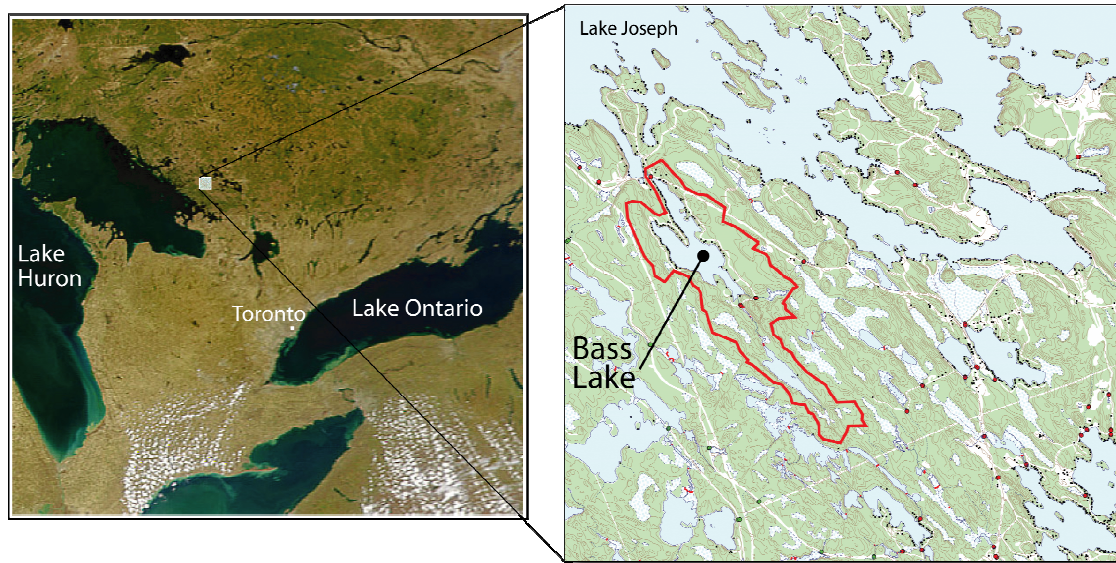 Lake
Huron
Toronto
Lake Ontario
Lake Joseph
Bass
Lake